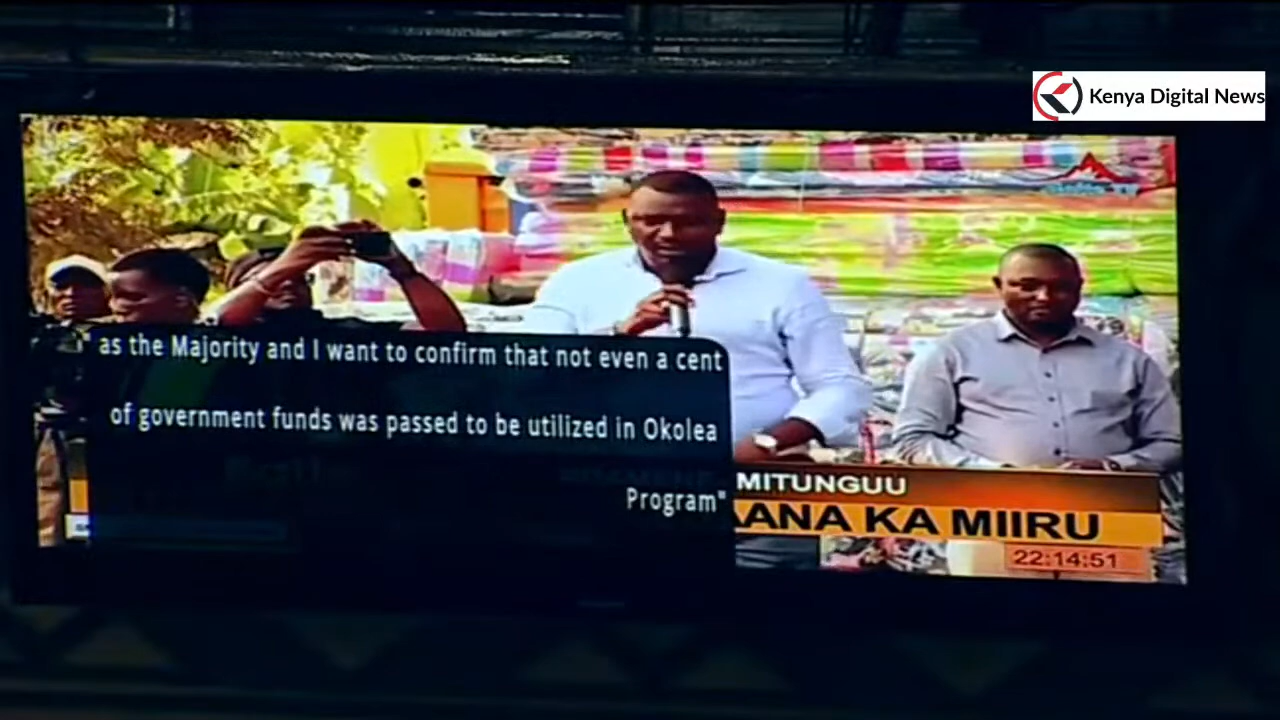 Kenya Digital News
" as the Majority and I want to confirm that not even a cent
of government funds was passed to be utilized in Okolea
Program"
MITUNGUU
AANA KA MIIRU
22:14:51